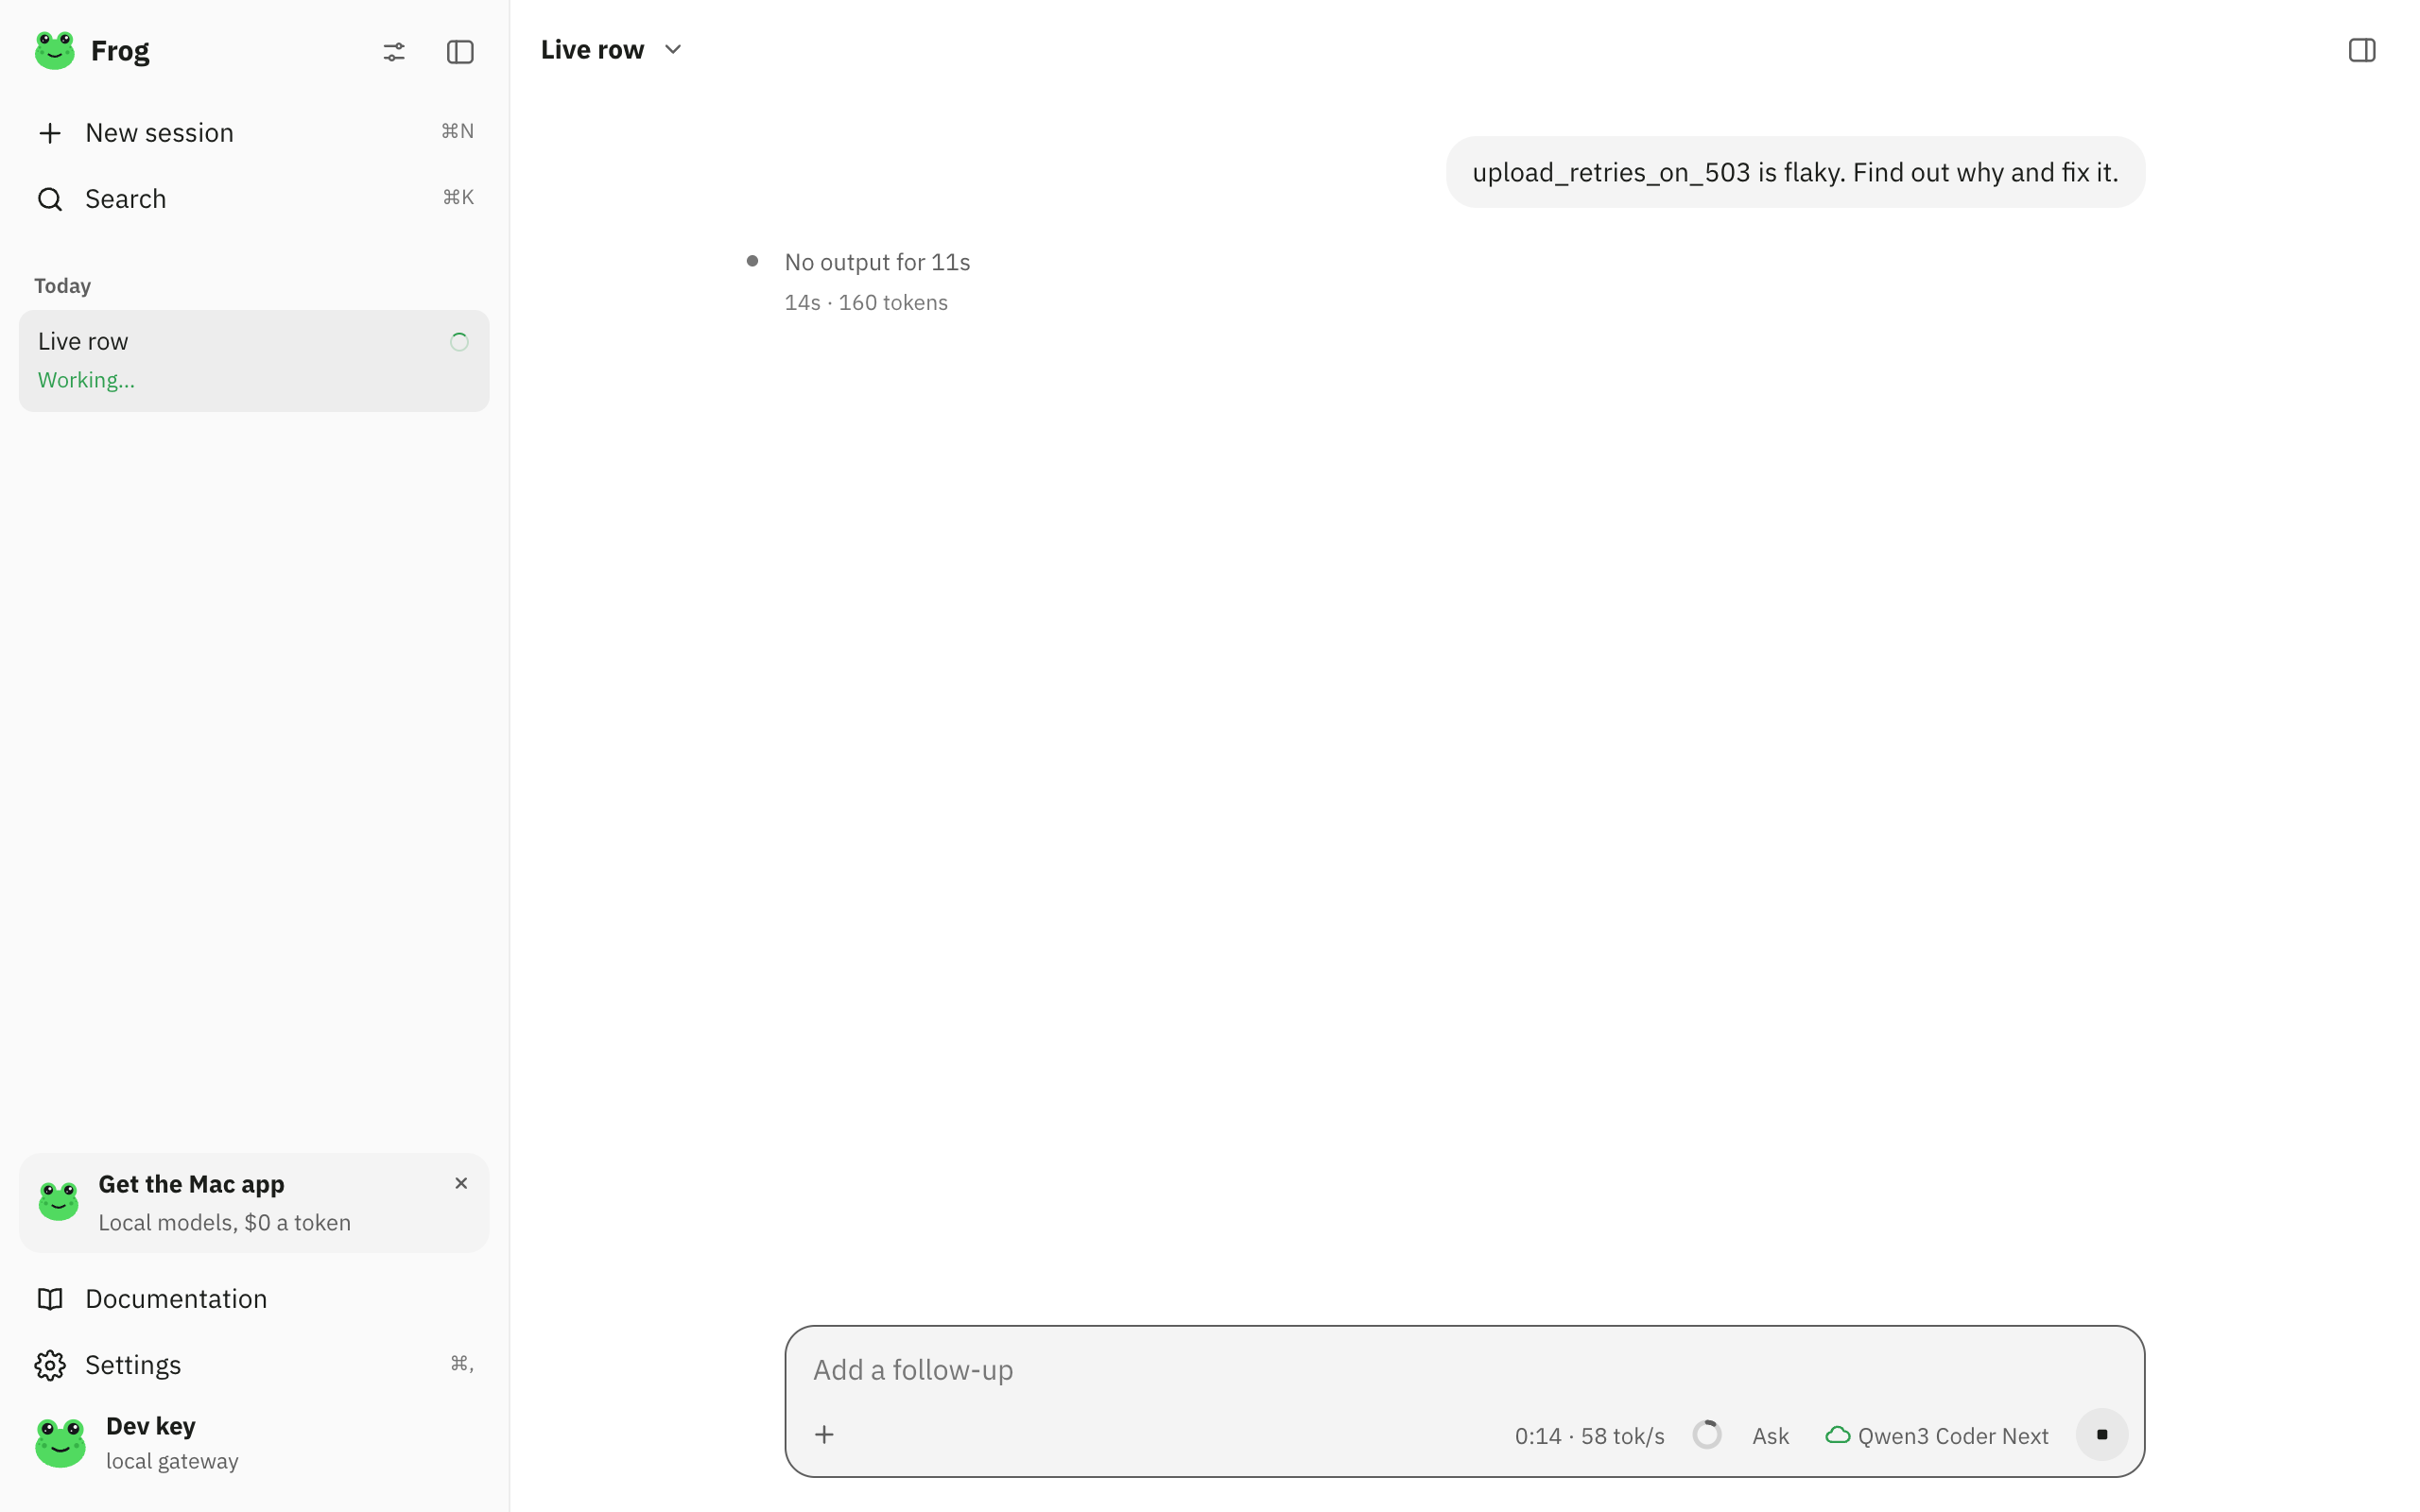 Frog
New session ⌘N
Search ⌘K
Today
Live row
Working...
Get the Mac app
Local models, $0 a token
Documentation
Settings ⌘,
Dev key
local gateway
Live row
upload_retries_on_503 is flaky. Find out why and fix it.
No output for 11s
14s · 160 tokens
Add a follow-up
0:14 · 58 tok/s Ask Qwen3 Coder Next